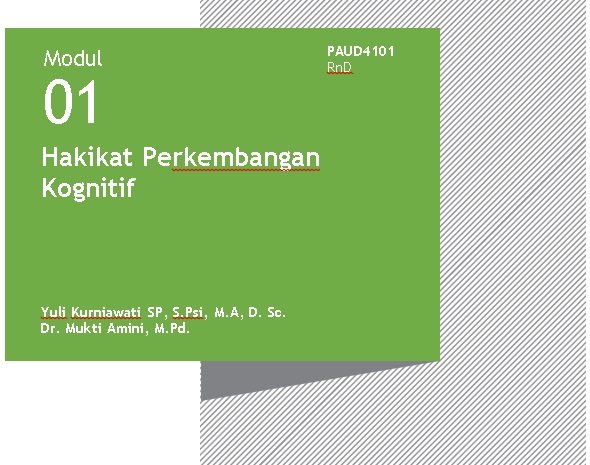 Modul
01
PAUD4101
RnD
Hakikat Perkembangan
Kognitif
Yuli Kurniawati SP, S.Psi, M.A, D. Sc.
Dr. Mukti Amini, M.Pd.